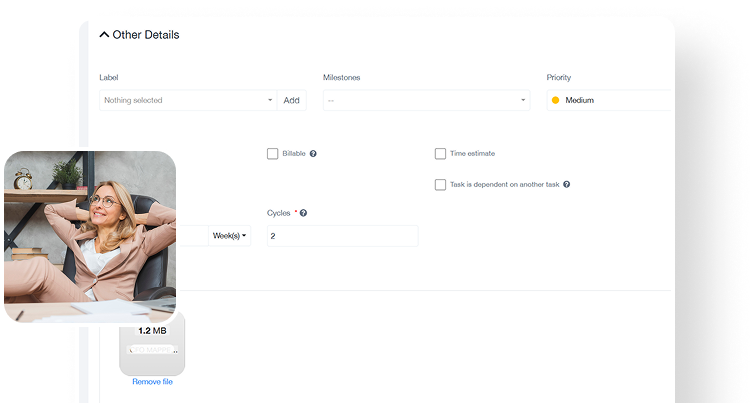 Other Details
Label Milestones Priority
Nothing selected Add -- Medium
Billable ? Time estimate
Task is dependent on another task ?
Cycles * ?
Week(s) 2
1.2 MB
Remove file